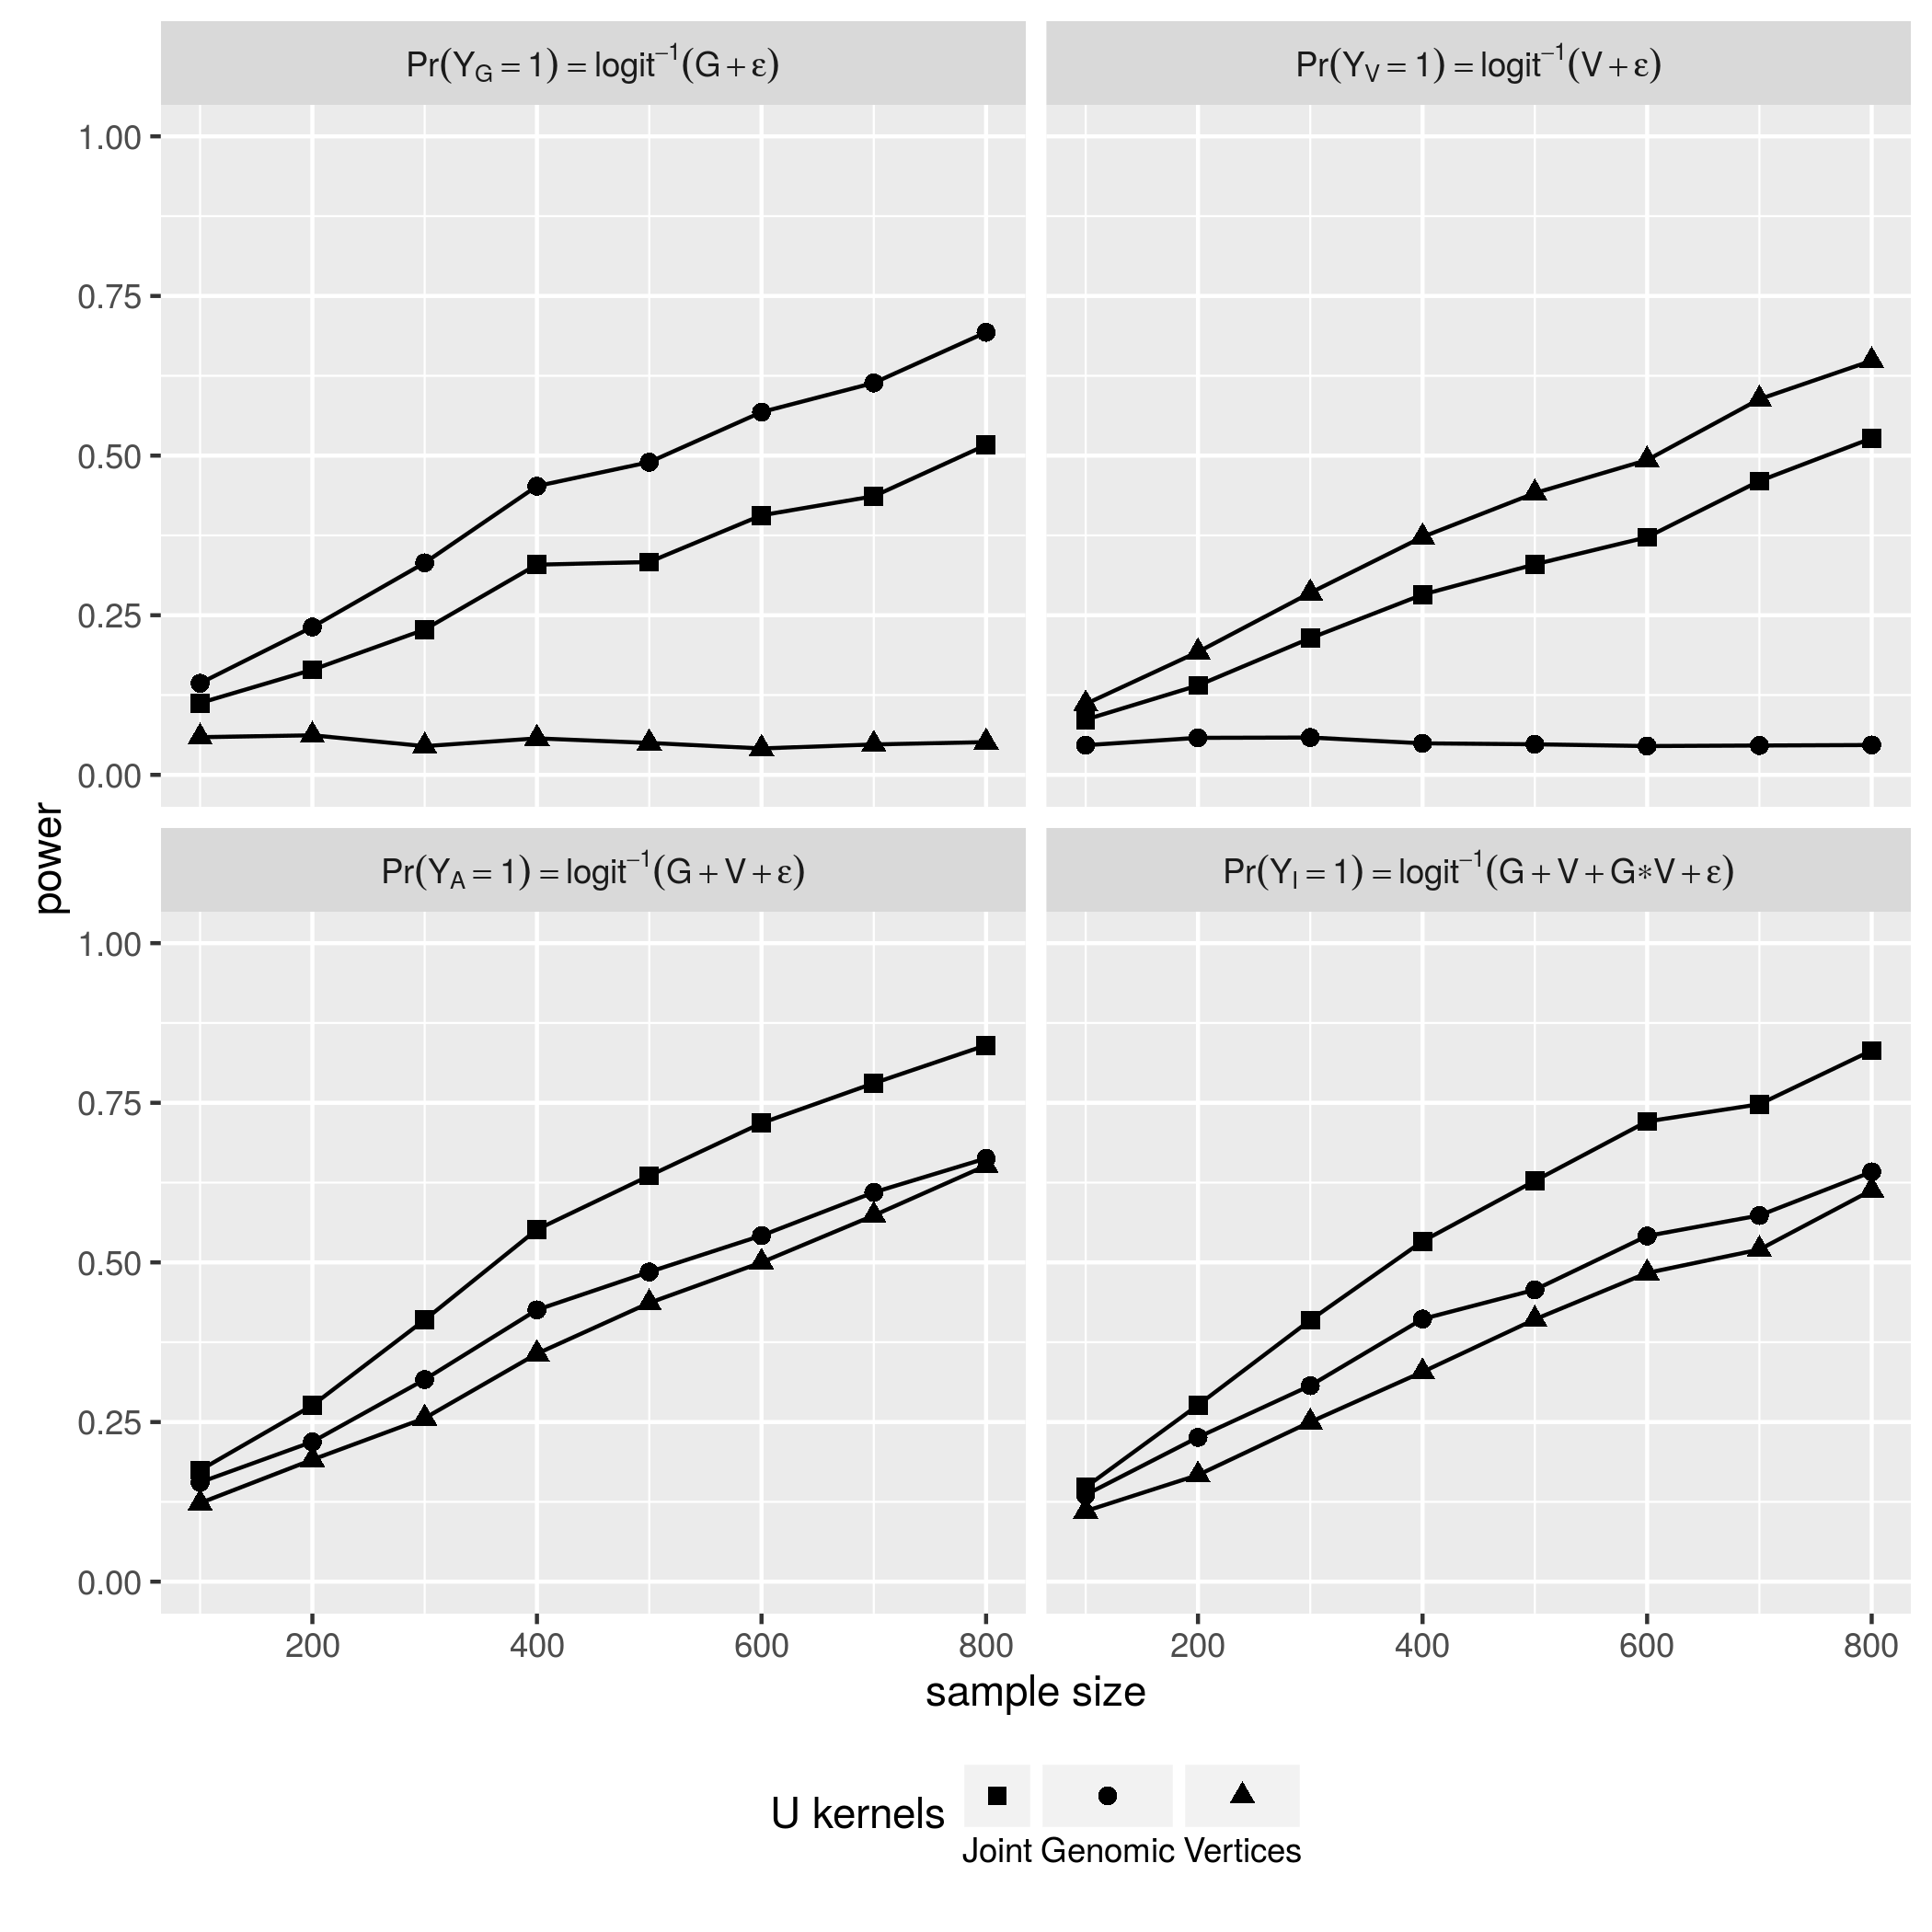 Pr(Y_G = 1) = logit⁻¹(G + ε)
Pr(Y_V = 1) = logit⁻¹(V + ε)
1.00
0.75
0.50
0.25
0.00
power
Pr(Y_A = 1) = logit⁻¹(G + V + ε)
Pr(Y_I = 1) = logit⁻¹(G + V + G*V + ε)
1.00
0.75
0.50
0.25
0.00
200 400 600 800
200 400 600 800
sample size
U kernels
Joint Genomic Vertices